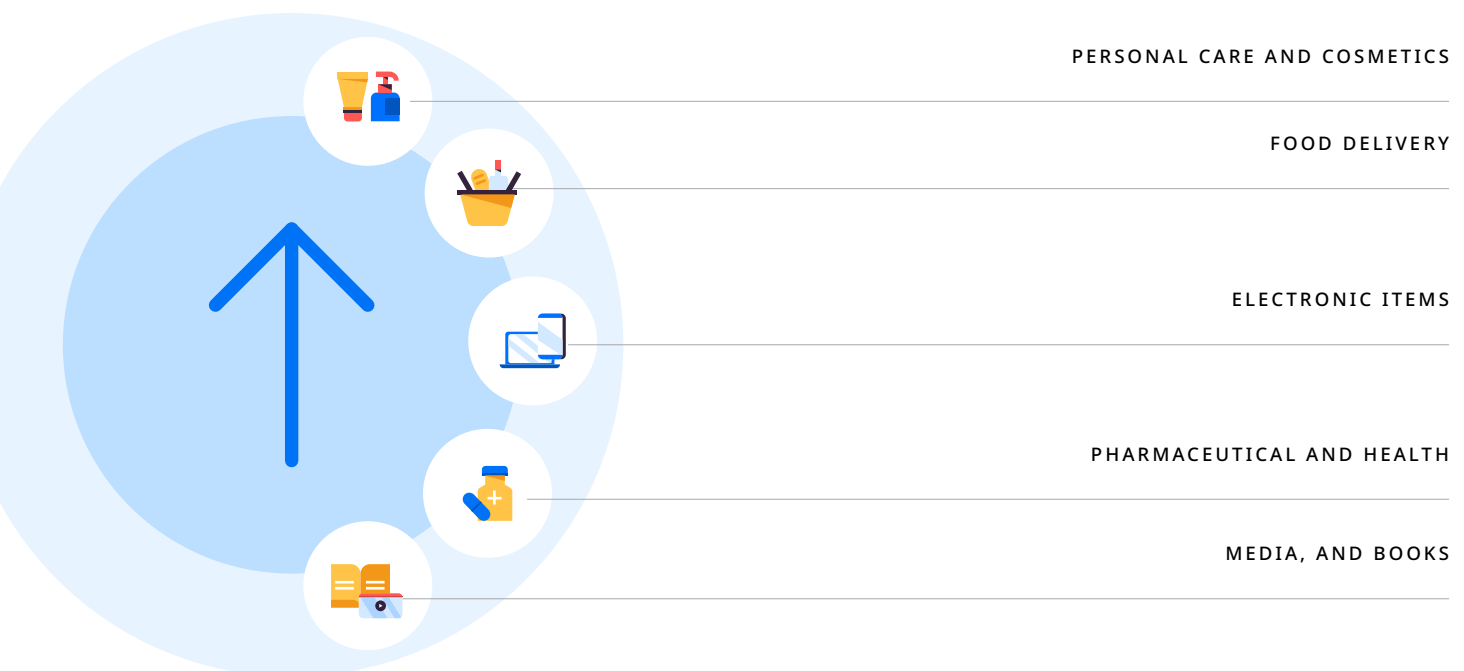 PERSONAL CARE AND COSMETICS
FOOD DELIVERY
ELECTRONIC ITEMS
PHARMACEUTICAL AND HEALTH
MEDIA, AND BOOKS